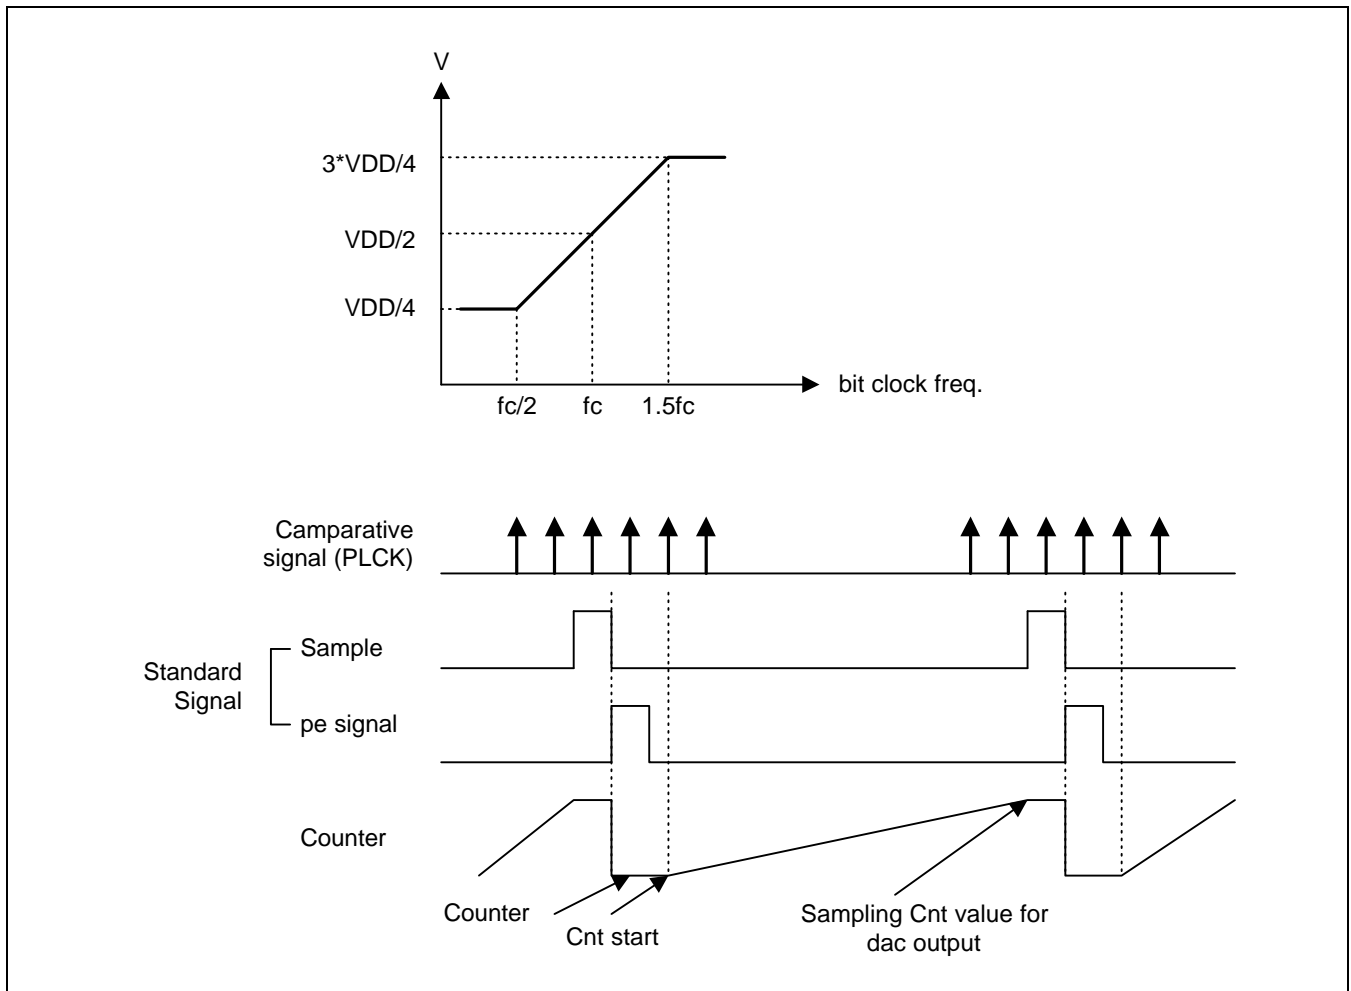 V
3*VDD/4
VDD/2
VDD/4
bit clock freq.
fc/2
fc
1.5fc
Camparative
signal (PLCK)
Sample
Standard
Signal
pe signal
Counter
Counter
Cnt start
Sampling Cnt value for
dac output